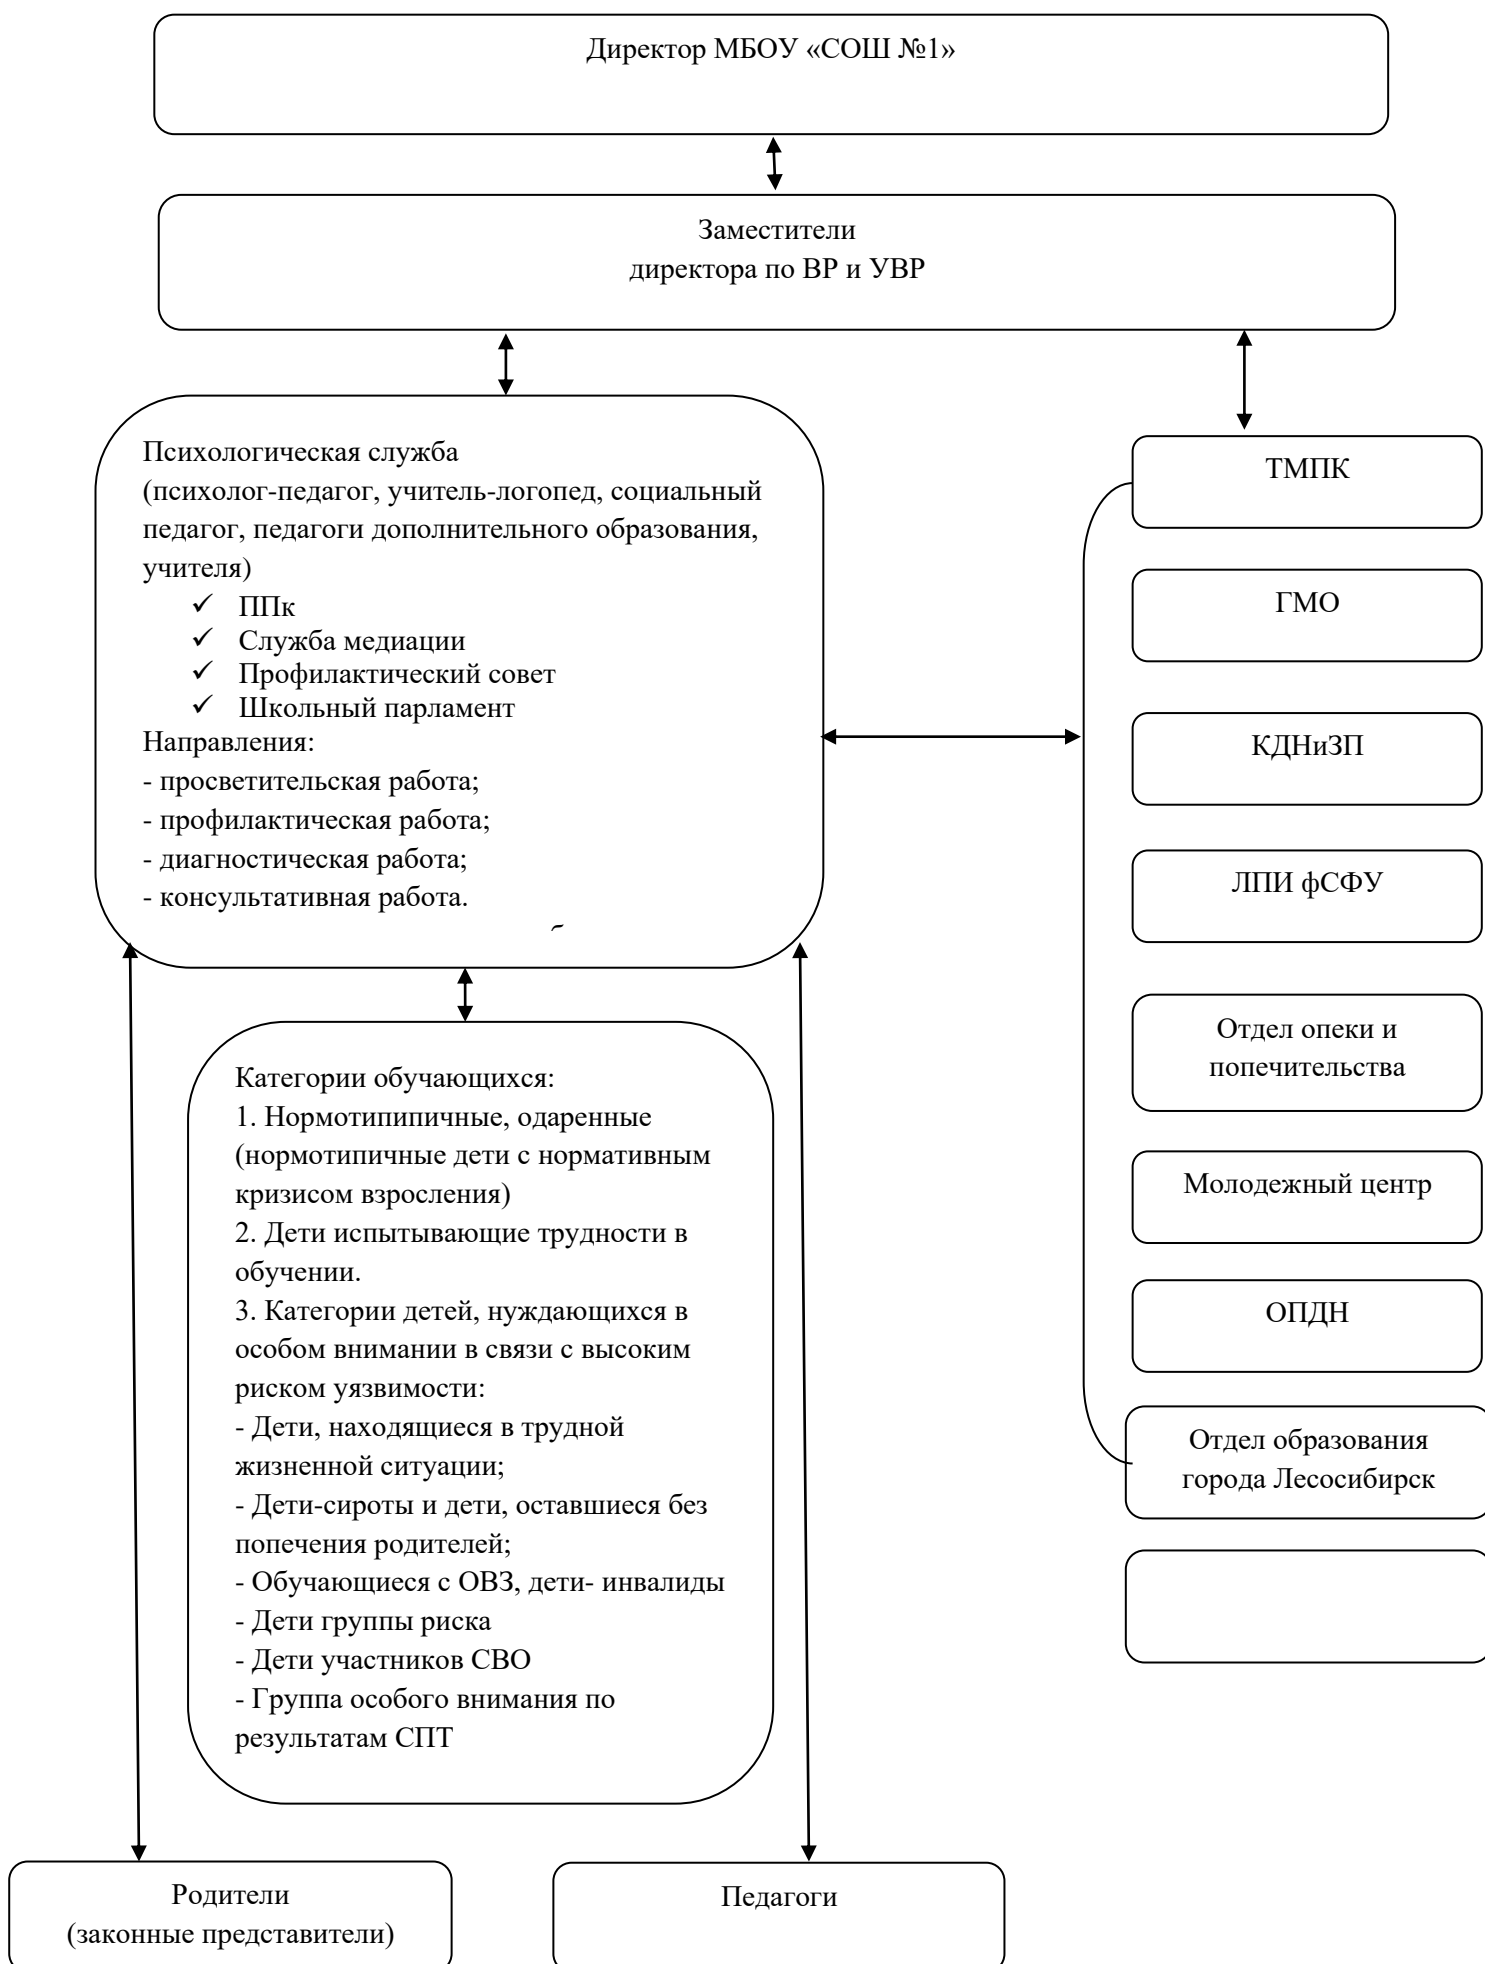 Директор МБОУ «СОШ №1»
Заместители
директора по ВР и УВР
Психологическая служба
(психолог-педагог, учитель-логопед, социальный
педагог, педагоги дополнительного образования,
учителя)
✓ ППк
✓ Служба медиации
✓ Профилактический совет
✓ Школьный парламент
Направления:
- просветительская работа;
- профилактическая работа;
- диагностическая работа;
- консультативная работа.
ТМПК
ГМО
КДНиЗП
ЛПИ фСФУ
Отдел опеки и
попечительства
Молодежный центр
ОПДН
Отдел образования
города Лесосибирск
Категории обучающихся:
1. Нормотипипичные, одаренные
(нормотипичные дети с нормативным
кризисом взросления)
2. Дети испытывающие трудности в
обучении.
3. Категории детей, нуждающихся в
особом внимании в связи с высоким
риском уязвимости:
- Дети, находящиеся в трудной
жизненной ситуации;
- Дети-сироты и дети, оставшиеся без
попечения родителей;
- Обучающиеся с ОВЗ, дети- инвалиды
- Дети группы риска
- Дети участников СВО
- Группа особого внимания по
результатам СПТ
Родители
(законные представители)
Педагоги